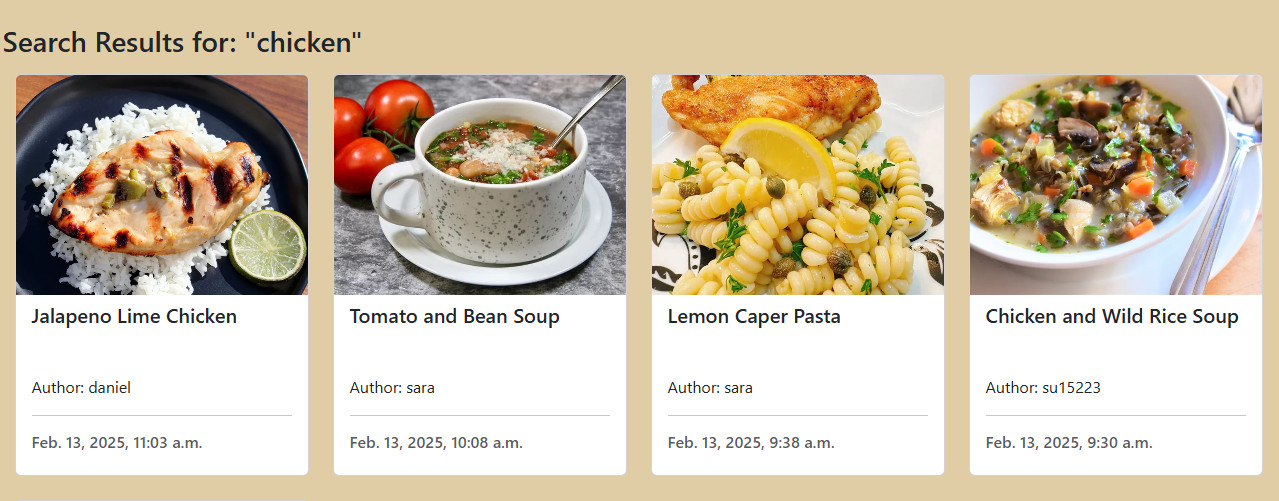 Search Results for: "chicken"
Jalapeno Lime Chicken
Author: daniel
Feb. 13, 2025, 11:03 a.m.
Tomato and Bean Soup
Author: sara
Feb. 13, 2025, 10:08 a.m.
Lemon Caper Pasta
Author: sara
Feb. 13, 2025, 9:38 a.m.
Chicken and Wild Rice Soup
Author: su15223
Feb. 13, 2025, 9:30 a.m.